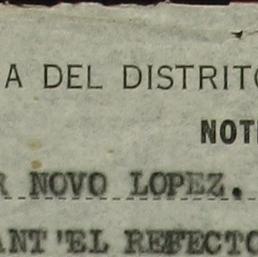 A DEL DISTRITO
NOT
R NOVO LOPEZ.
ANT'EL REFECTO